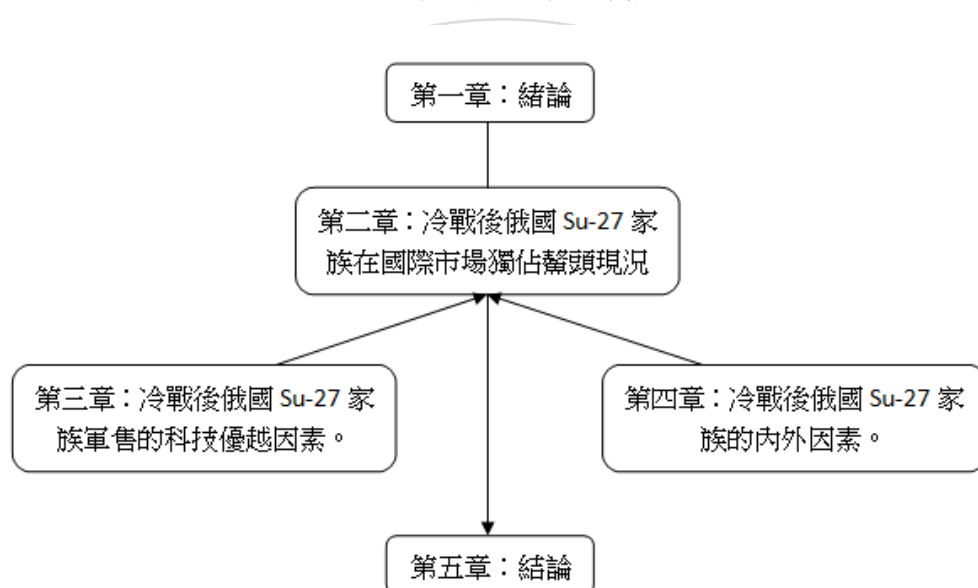 第一章：緒論
第二章：冷戰後俄國 Su-27 家
族在國際市場獨佔鰲頭現況
第三章：冷戰後俄國 Su-27 家
族軍售的科技優越因素。
第四章：冷戰後俄國 Su-27 家
族的內外因素。
第五章：結論